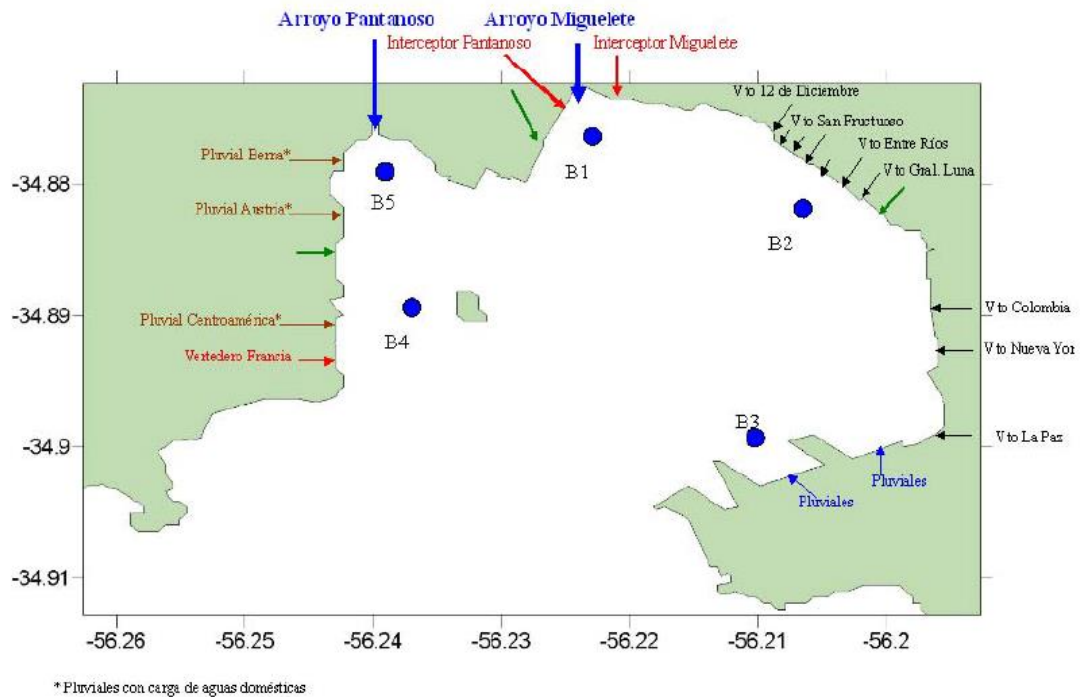 Arroyo Pantanoso
Arroyo Miguelete
Interceptor Pantanoso
Interceptor Miguelete
Vto 12 de Diciembre
Vto San Fructuoso
Vto Entre Ríos
Vto Gral. Luna
Pluvial Berra*
Pluvial Austria*
Pluvial Centroamérica*
Vertedero Francia
B1
B5
B2
B4
B3
Vto Colombia
Vto Nueva Yor
Vto La Paz
Pluviales
Pluviales
-34.88
-34.89
-34.9
-34.91
-56.26 -56.25 -56.24 -56.23 -56.22 -56.21 -56.2
* Pluviales con carga de aguas domésticas